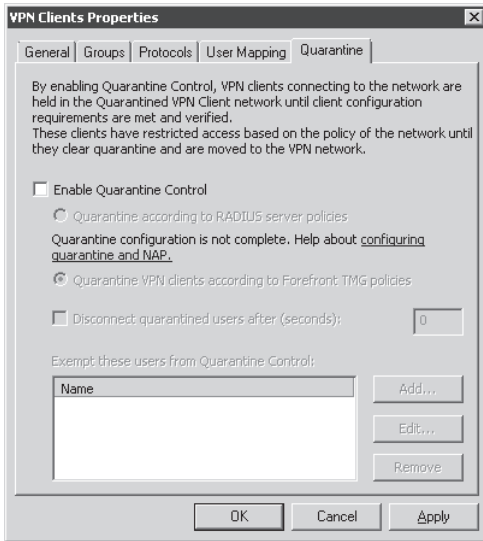 VPN Clients Properties
General Groups Protocols User Mapping Quarantine
By enabling Quarantine Control, VPN clients connecting to the network are
held in the Quarantined VPN Client network until client configuration
requirements are met and verified.
These clients have restricted access based on the policy of the network until
they clear quarantine and are moved to the VPN network.
Enable Quarantine Control
Quarantine according to RADIUS server policies
Quarantine configuration is not complete. Help about configuring
quarantine and NAP.
Quarantine VPN clients according to Forefront TMG policies
Disconnect quarantined users after (seconds): 0
Exempt these users from Quarantine Control:
Name
Add...
Edit...
Remove
OK Cancel Apply